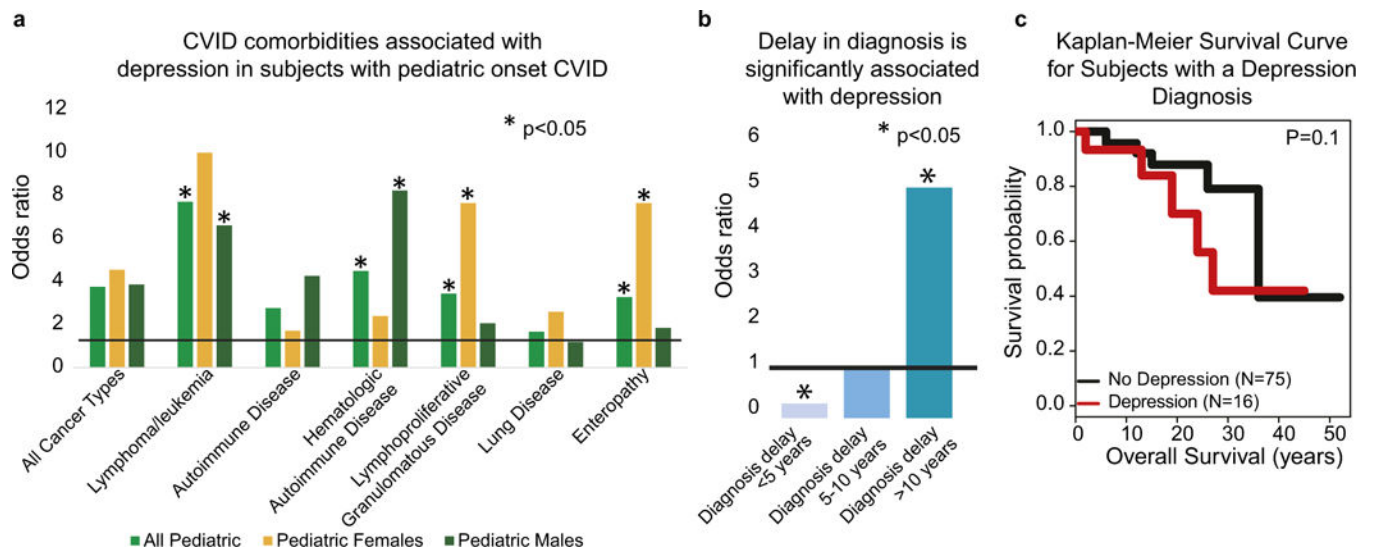 a
CVID comorbidities associated with
depression in subjects with pediatric onset CVID
12
10
8
6
4
2
0
Odds ratio
* p<0.05
*
*
*
*
*
*
*
*
All Cancer Types
Lymphoma/leukemia
Autoimmune Disease
Hematologic
Autoimmune Disease
Lymphoproliferative
Granulomatous Disease
Lung Disease
Enteropathy
All Pediatric
Pediatric Females
Pediatric Males
b
Delay in diagnosis is
significantly associated
with depression
6
5
4
3
2
1
0
Odds ratio
* p<0.05
*
*
Diagnosis delay
<5 years
Diagnosis delay
5-10 years
Diagnosis delay
>10 years
c
Kaplan-Meier Survival Curve
for Subjects with a Depression
Diagnosis
1.0
0.8
0.6
0.4
0.2
0.0
Survival probability
P=0.1
No Depression (N=75)
Depression (N=16)
0 10 20 30 40 50
Overall Survival (years)